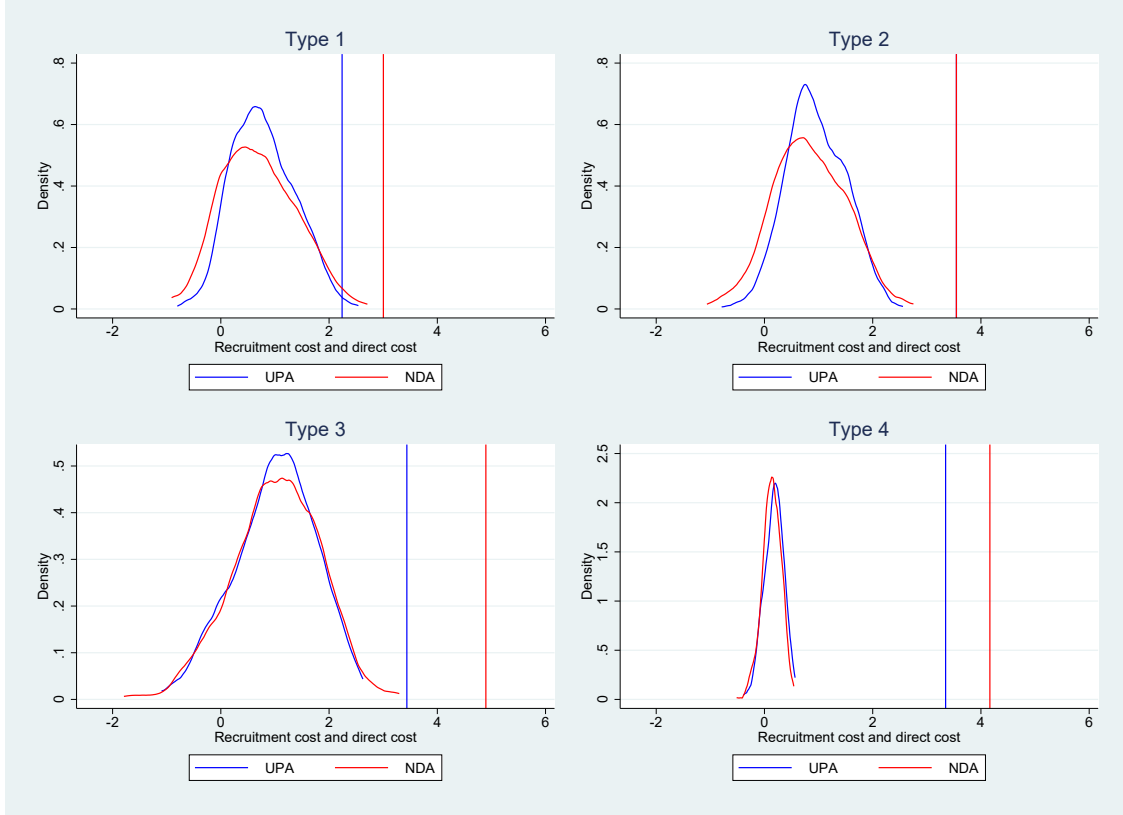 Type 1
Density
.8
.6
.4
.2
0
-2 0 2 4 6
Recruitment cost and direct cost
UPA NDA
Type 2
Density
.8
.6
.4
.2
0
-2 0 2 4 6
Recruitment cost and direct cost
UPA NDA
Type 3
Density
.5
.4
.3
.2
.1
0
-2 0 2 4 6
Recruitment cost and direct cost
UPA NDA
Type 4
Density
2.5
2
1.5
1
.5
0
-2 0 2 4 6
Recruitment cost and direct cost
UPA NDA